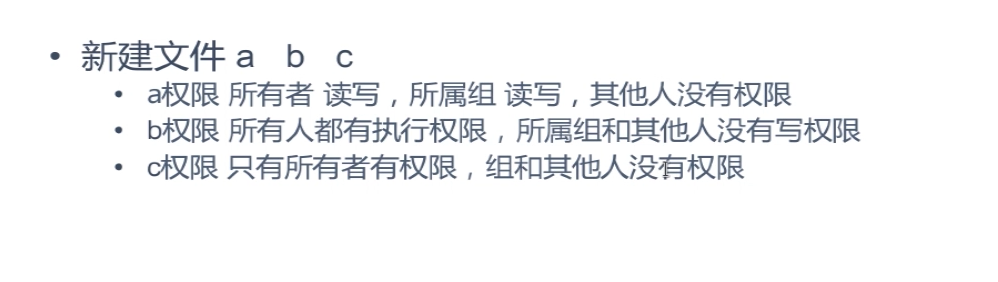 • 新建文件 a b c
• a权限 所有者 读写，所属组 读写，其他人没有权限
• b权限 所有人都有执行权限，所属组和其他人没有写权限
• c权限 只有所有者有权限，组和其他人没有权限